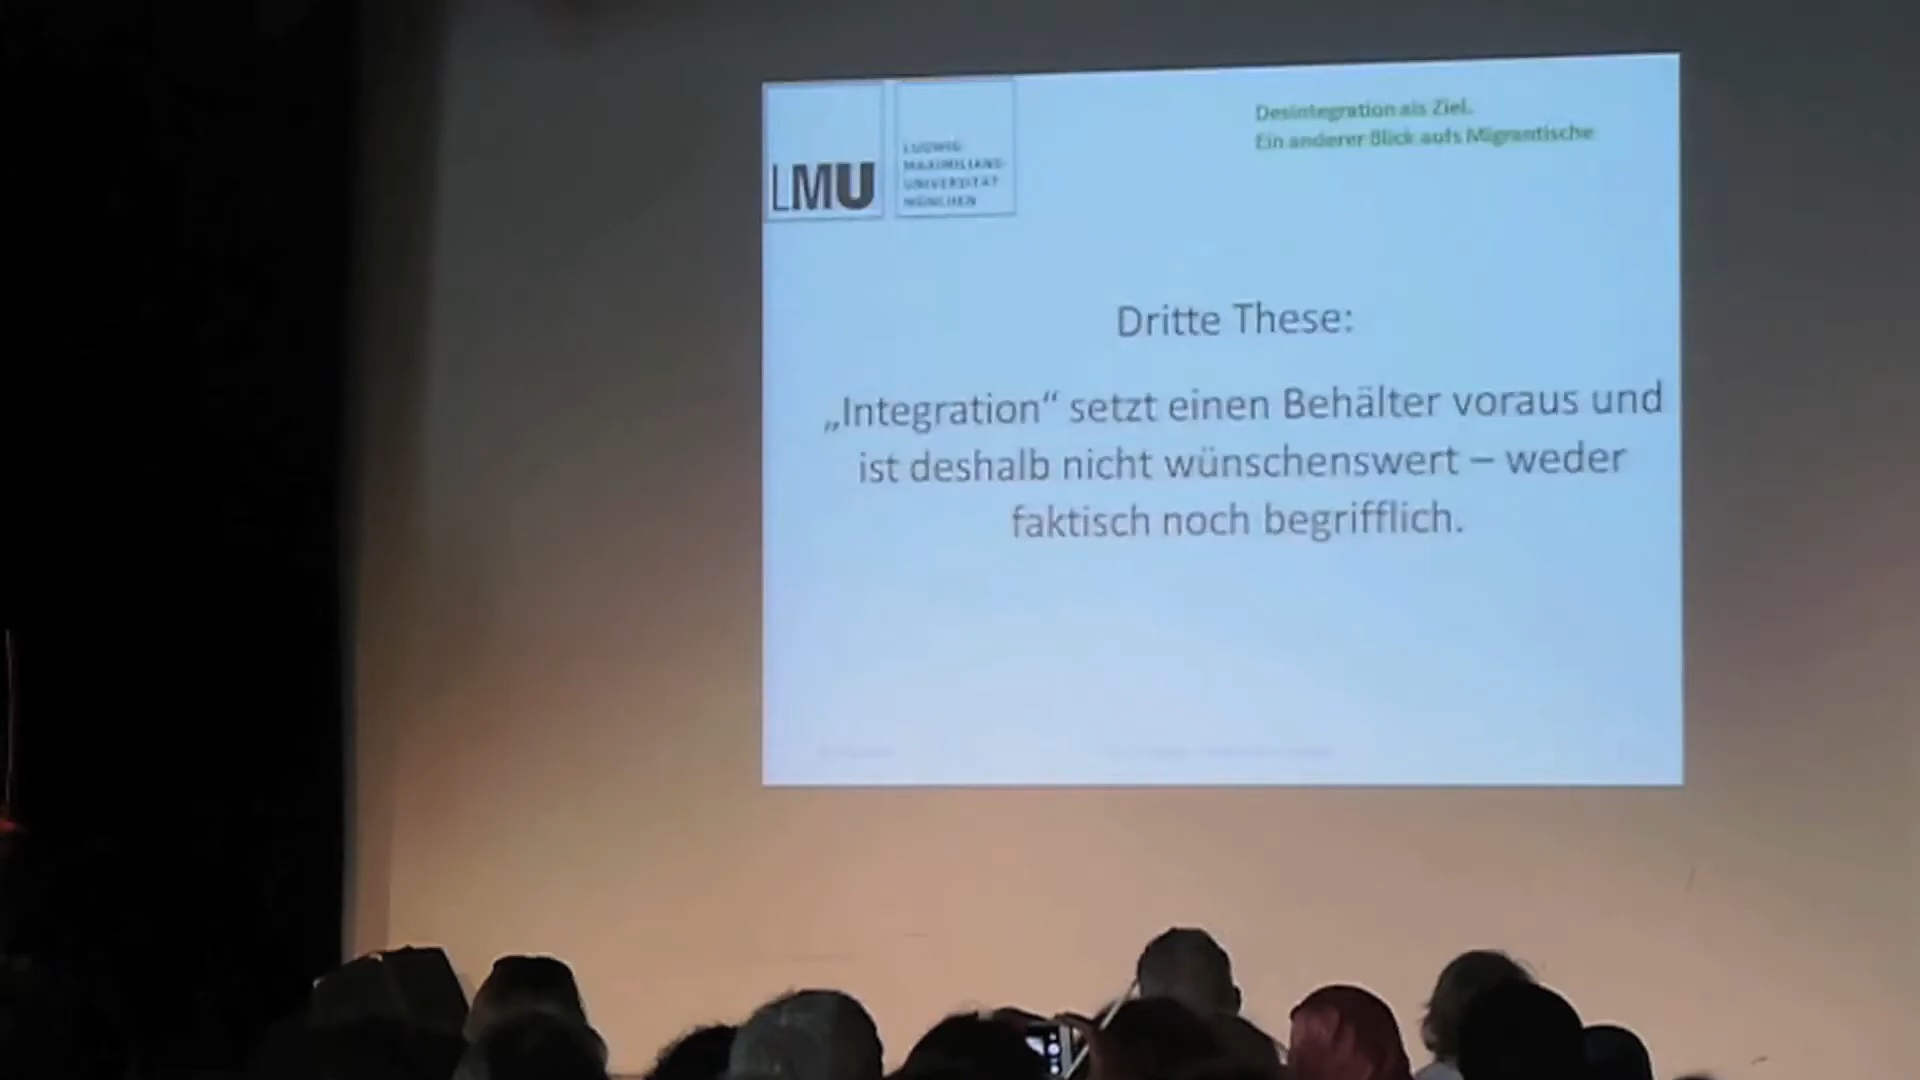 LMU
LUDWIG-
MAXIMILIANS-
UNIVERSITÄT
MÜNCHEN
Desintegration als Ziel.
Ein anderer Blick aufs Migrantische
Dritte These:
„Integration“ setzt einen Behälter voraus und
ist deshalb nicht wünschenswert – weder
faktisch noch begrifflich.